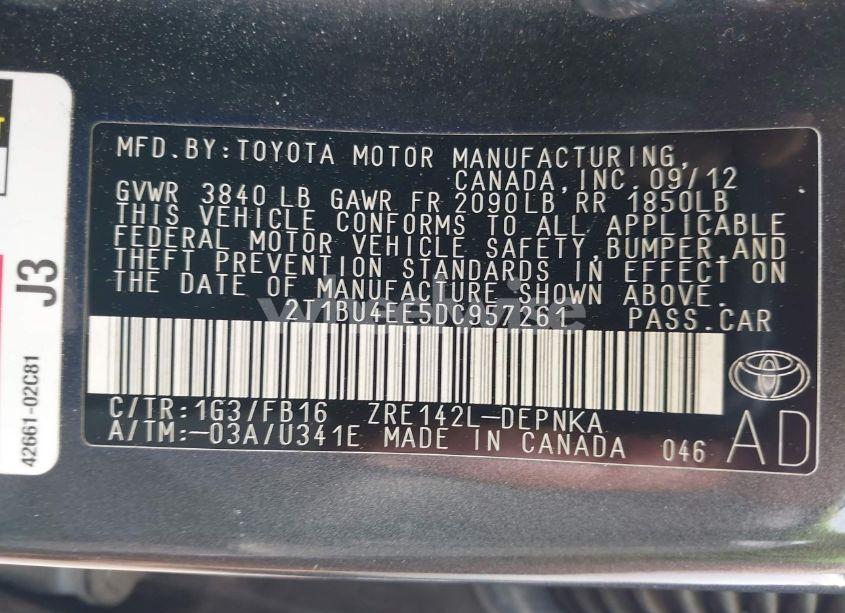 MFD.BY:TOYOTA MOTOR MANUFACTURING,
CANADA,INC.09/12
GVWR 3840 LB GAWR FR 2090LB RR 1850LB
THIS VEHICLE CONFORMS TO ALL APPLICABLE
FEDERAL MOTOR VEHICLE SAFETY,BUMPER,AND
THEFT PREVENTION STANDARDS IN EFFECT ON
THE DATE OF MANUFACTURE SHOWN ABOVE.
2T1BU4EE5DC957261 PASS.CAR
C/TR:1G3/FB16 ZRE142L-DEPNKA
A/TM:-03A/U341E MADE IN CANADA 046
AD
J3
42661-02C81